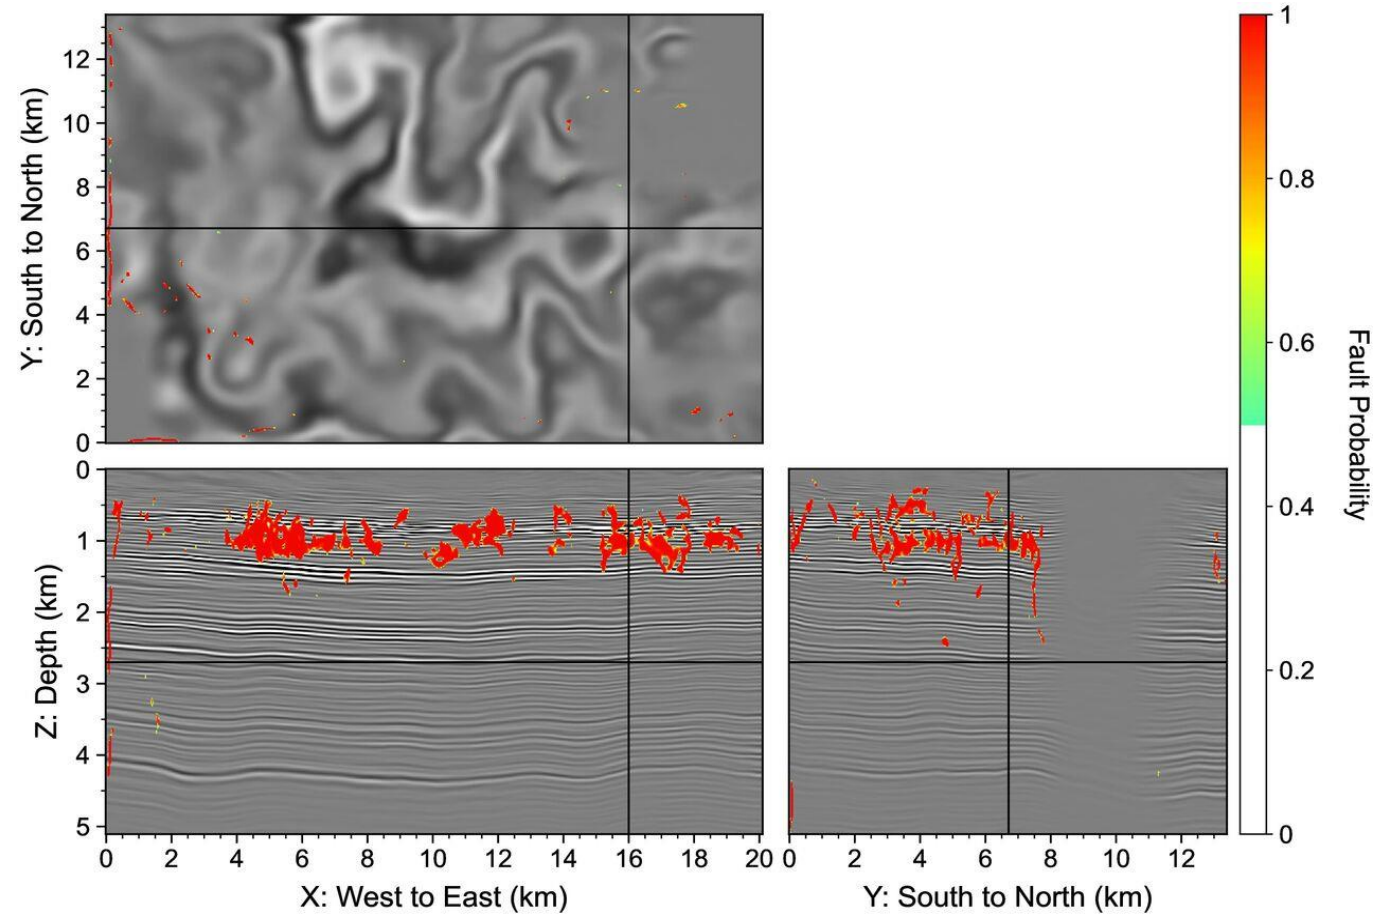 12
10
8
6
4
2
0
Y: South to North (km)
0
1
2
3
4
5
Z: Depth (km)
0 2 4 6 8 10 12 14 16 18 20
X: West to East (km)
0 2 4 6 8 10 12
Y: South to North (km)
1
0.8
0.6
0.4
0.2
0
Fault Probability